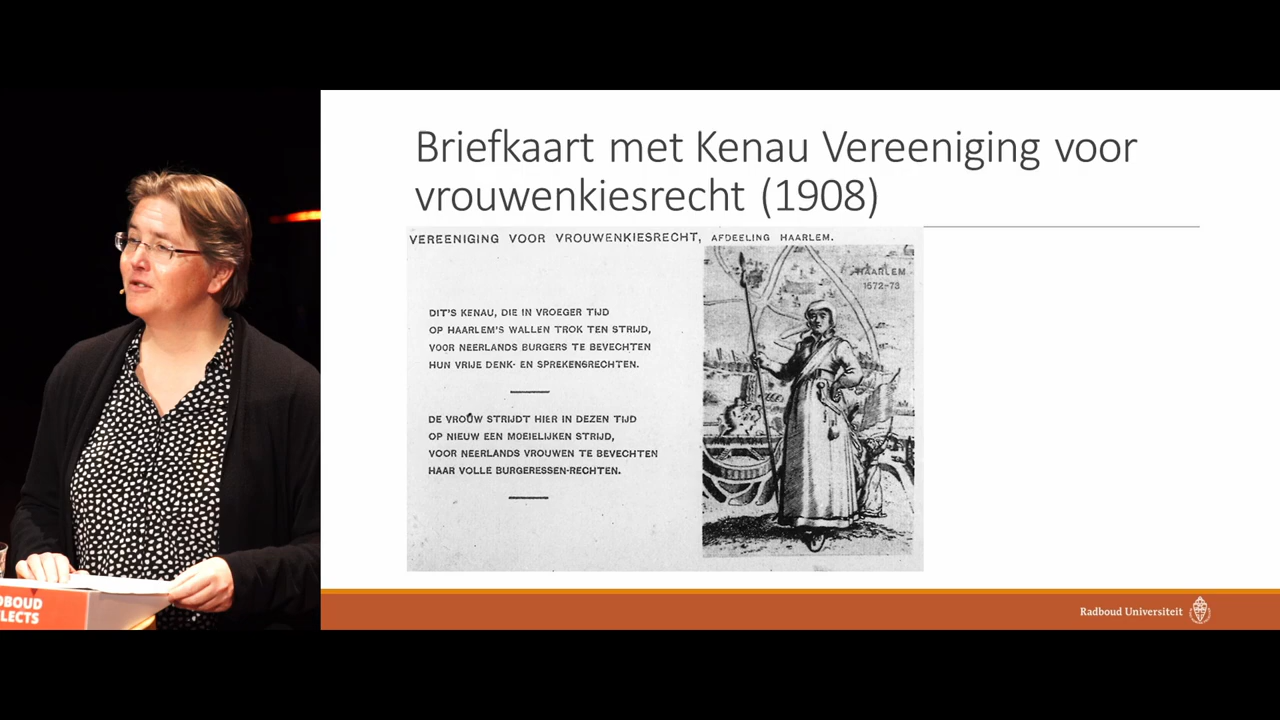 Briefkaart met Kenau Vereeniging voor
vrouwenkiesrecht (1908)
VEREENIGING VOOR VROUWENKIESRECHT, AFDEELING HAARLEM.
HAARLEM
1572-73
DIT'S KENAU, DIE IN VROEGER TIJD
OP HAARLEM'S WALLEN TROK TEN STRIJD,
VOOR NEERLANDS BURGERS TE BEVECHTEN
HUN VRIJE DENK- EN SPREKENSRECHTEN.
DE VROUW STRIJDT HIER IN DEZEN TIJD
OP NIEUW EEN MOEIELIJKEN STRIJD,
VOOR NEERLANDS VROUWEN TE BEVECHTEN
HAAR VOLLE BURGERESSEN-RECHTEN.
DBOUD
LECTS
Radboud Universiteit